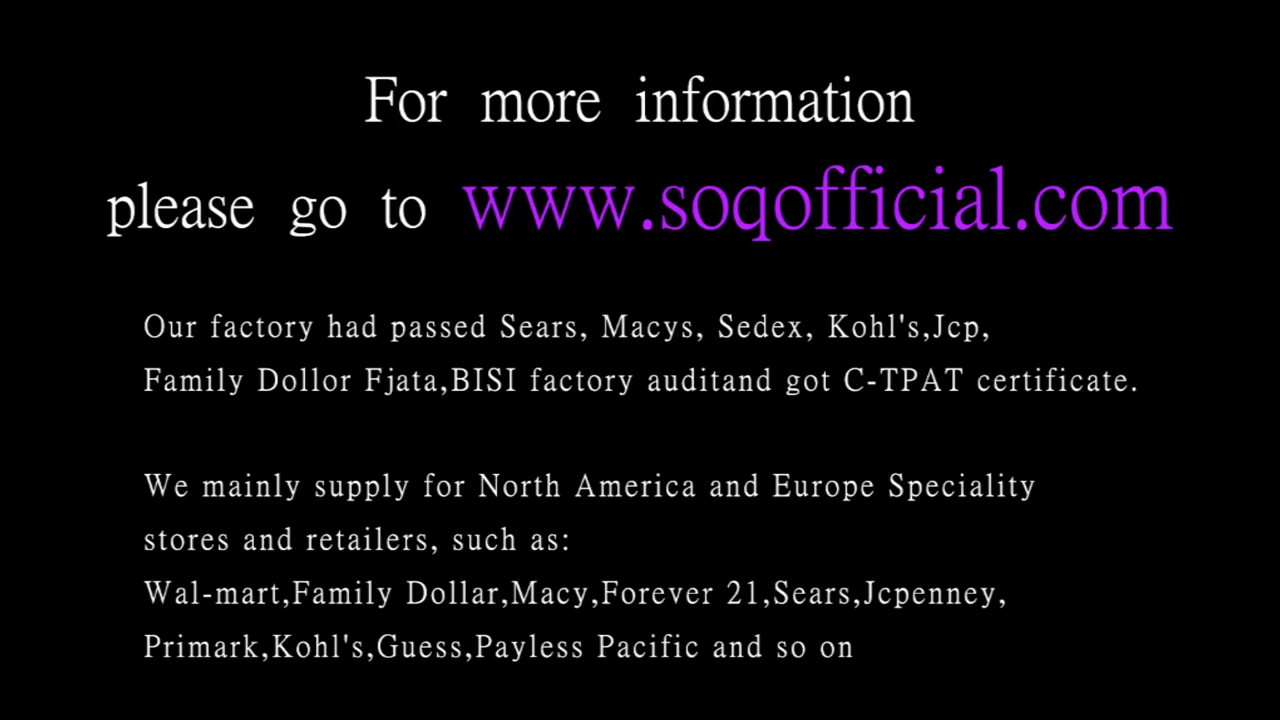 For more information
please go to www.soqofficial.com
Our factory had passed Sears, Macys, Sedex, Kohl's,Jcp,
Family Dollor Fjata,BISI factory auditand got C-TPAT certificate.
We mainly supply for North America and Europe Speciality
stores and retailers, such as:
Wal-mart,Family Dollar,Macy,Forever 21,Sears,Jcpenney,
Primark,Kohl's,Guess,Payless Pacific and so on